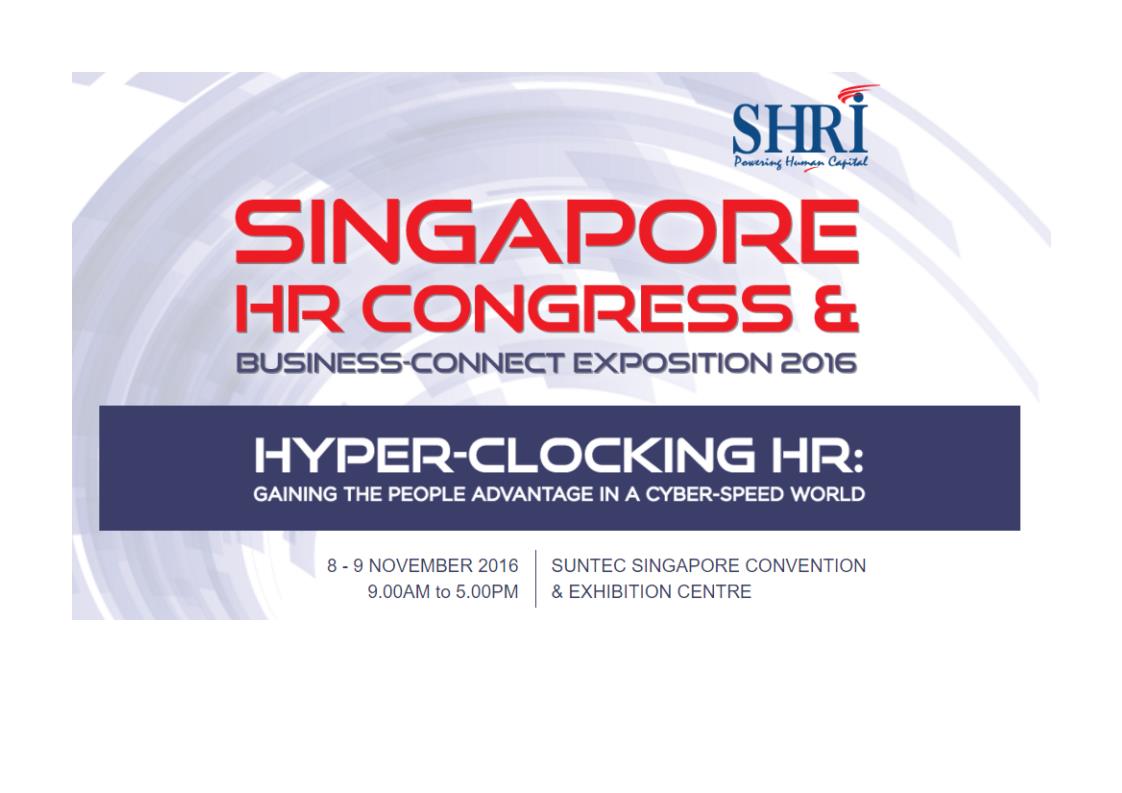 SHRI
Powering Human Capital
SINGAPORE
HR CONGRESS &
BUSINESS-CONNECT EXPOSITION 2016
HYPER-CLOCKING HR:
GAINING THE PEOPLE ADVANTAGE IN A CYBER-SPEED WORLD
8 - 9 NOVEMBER 2016
9.00AM to 5.00PM
SUNTEC SINGAPORE CONVENTION
& EXHIBITION CENTRE